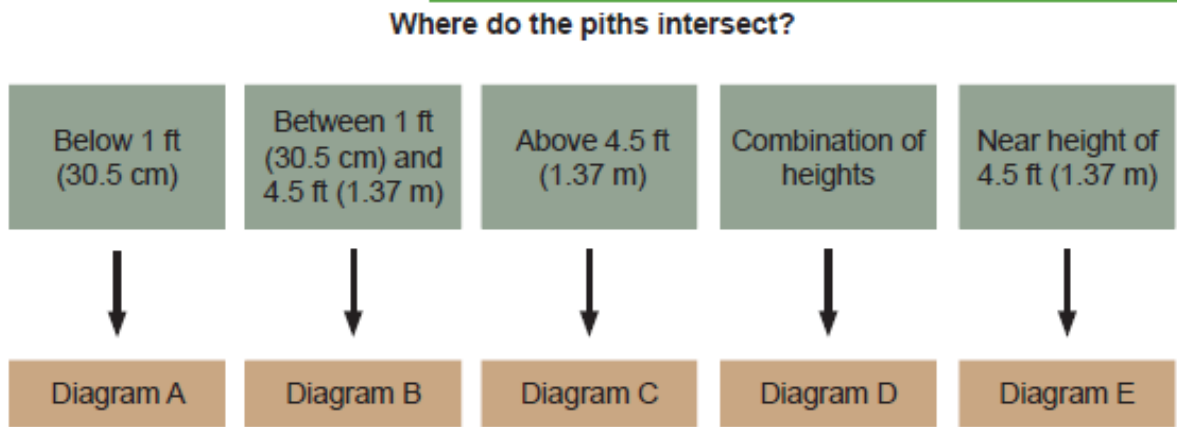 Where do the piths intersect?
Below 1 ft
(30.5 cm)
Between 1 ft
(30.5 cm) and
4.5 ft (1.37 m)
Above 4.5 ft
(1.37 m)
Combination of
heights
Near height of
4.5 ft (1.37 m)
Diagram A
Diagram B
Diagram C
Diagram D
Diagram E